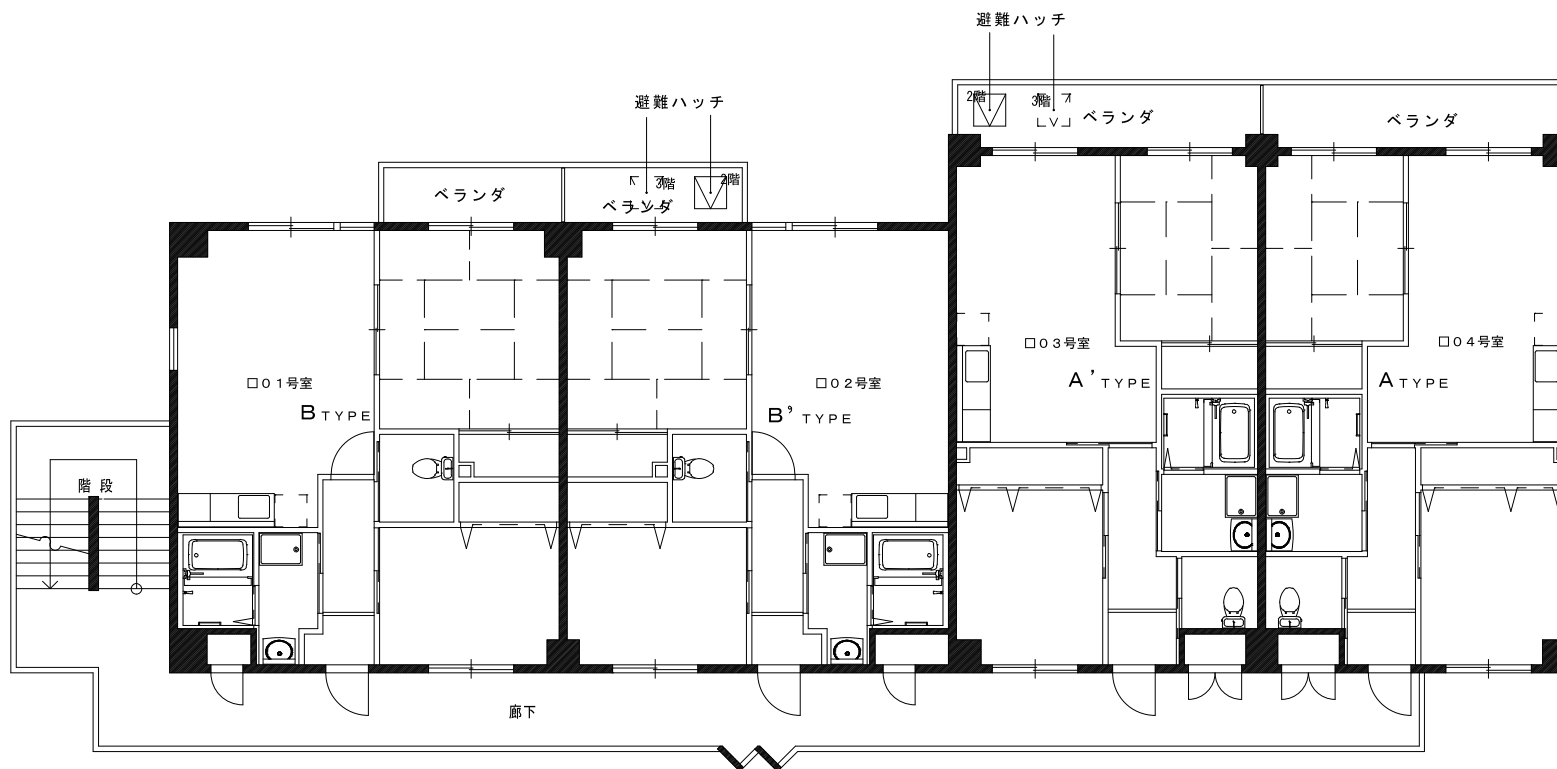 避難ハッチ
2階
3階
ベランダ
ベランダ
避難ハッチ
3階
2階
ベランダ
ベランダ
□03号室
A' TYPE
□04号室
A TYPE
□01号室
B TYPE
□02号室
B' TYPE
階段
廊下